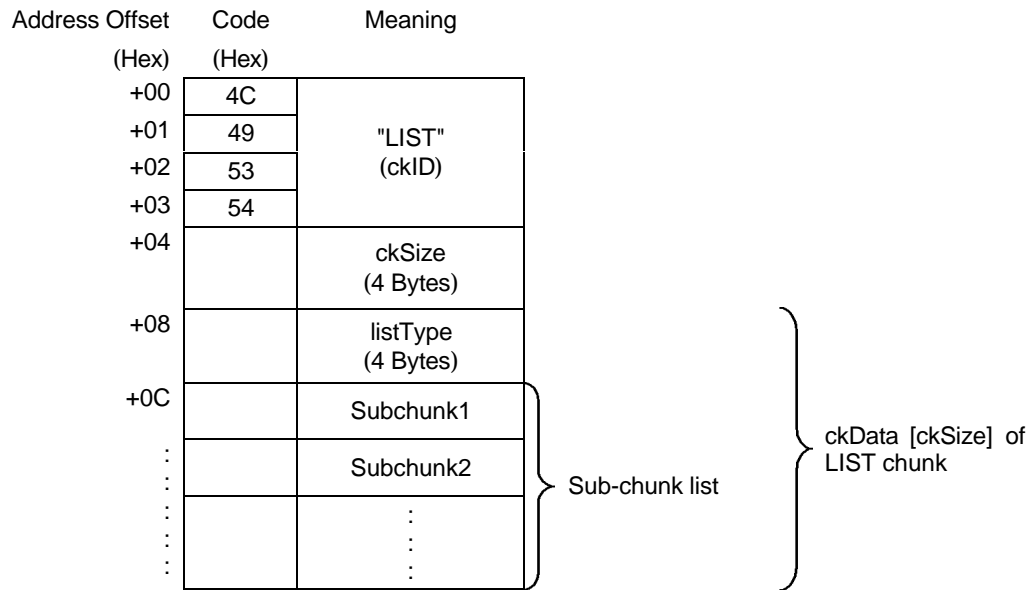 Address Offset Code Meaning
(Hex) (Hex)
+00 4C
+01 49 "LIST"
+02 53 (ckID)
+03 54
+04 ckSize
(4 Bytes)
+08 listType
(4 Bytes)
+0C Subchunk1
: Subchunk2
:
: :
: :
: :
Sub-chunk list
ckData [ckSize] of
LIST chunk